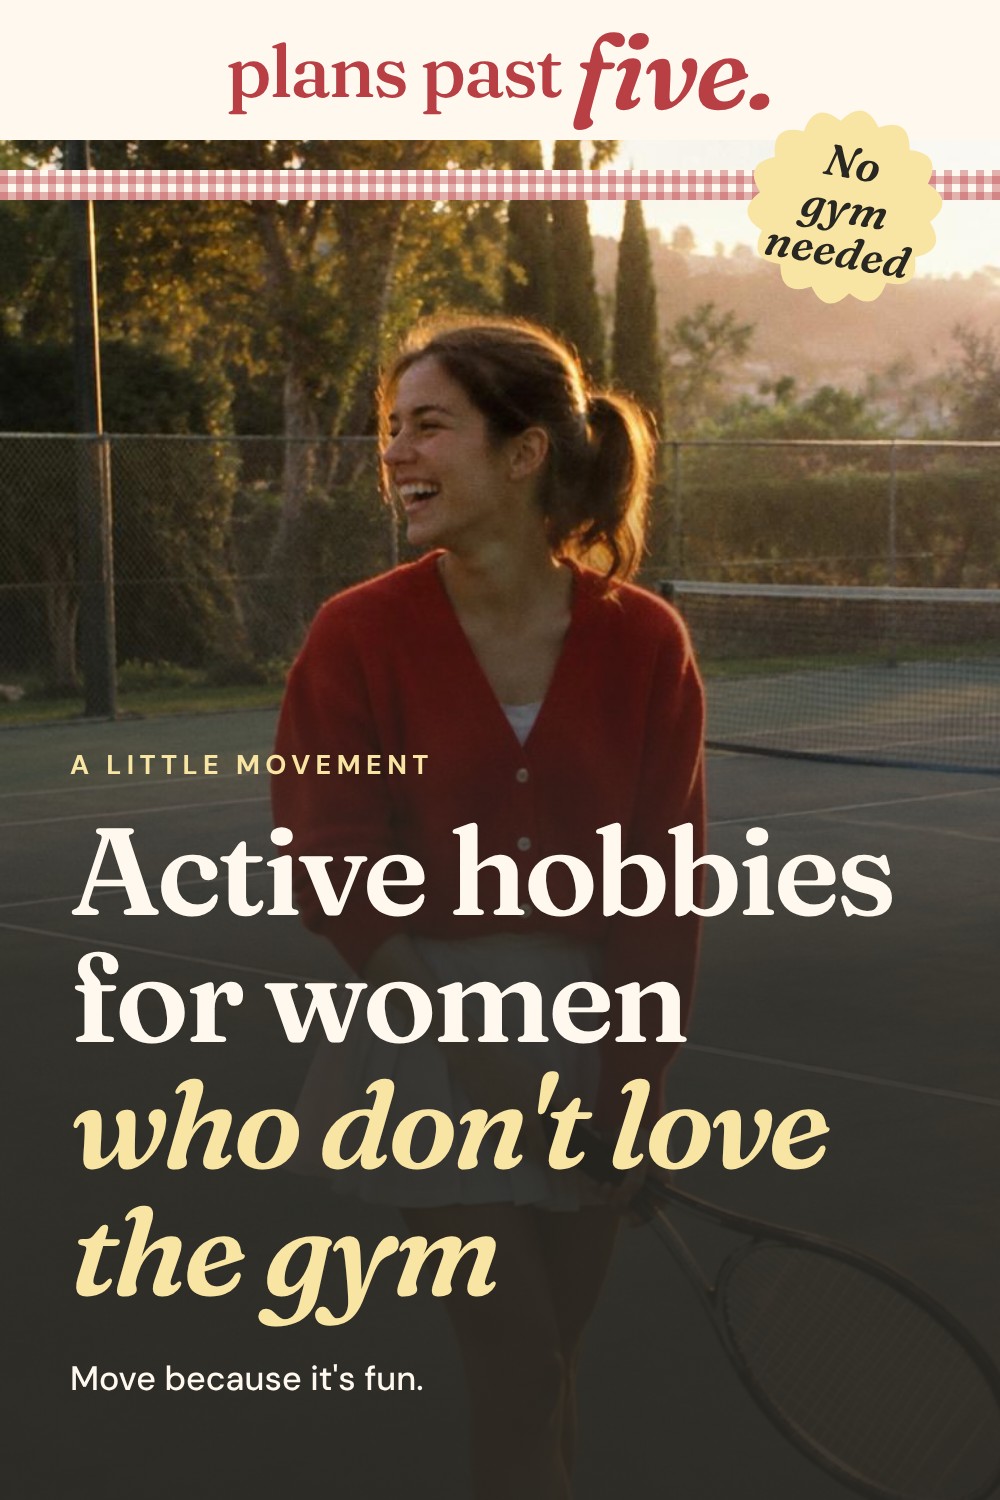 plans past five.
No
gym
needed
A LITTLE MOVEMENT
Active hobbies
for women
who don't love
the gym
Move because it's fun.